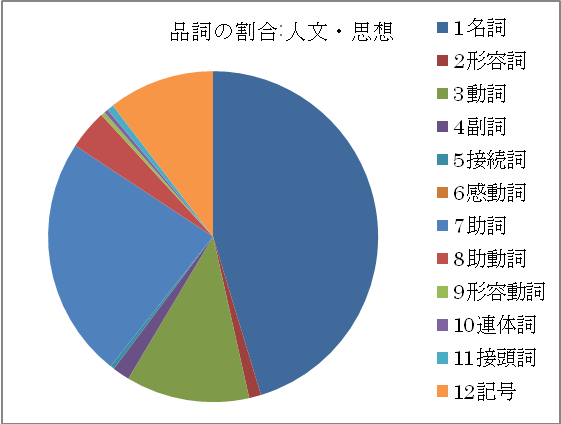 品詞の割合:人文・思想
1名詞
2形容詞
3動詞
4副詞
5接続詞
6感動詞
7助詞
8助動詞
9形容動詞
10連体詞
11接頭詞
12記号